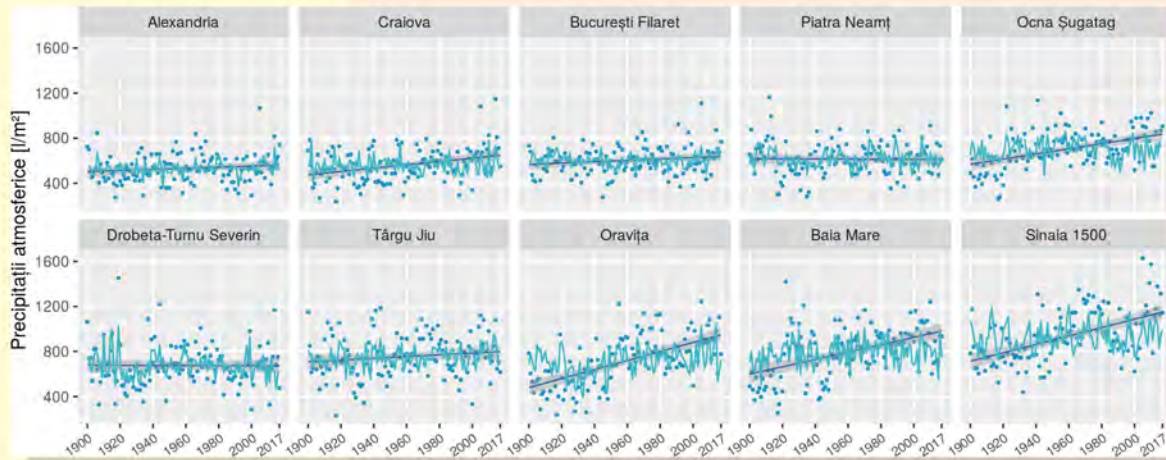 Alexandria
Craiova
București Filaret
Piatra Neamț
Ocna Șugatag
1600
1200
800
400
Drobeta-Turnu Severin
Târgu Jiu
Oravița
Baia Mare
Sinaia 1500
1600
1200
800
400
Precipitații atmosferice [l/m²]
1900 1920 1940 1960 1980 2000 2017
1900 1920 1940 1960 1980 2000 2017
1900 1920 1940 1960 1980 2000 2017
1900 1920 1940 1960 1980 2000 2017
1900 1920 1940 1960 1980 2000 2017